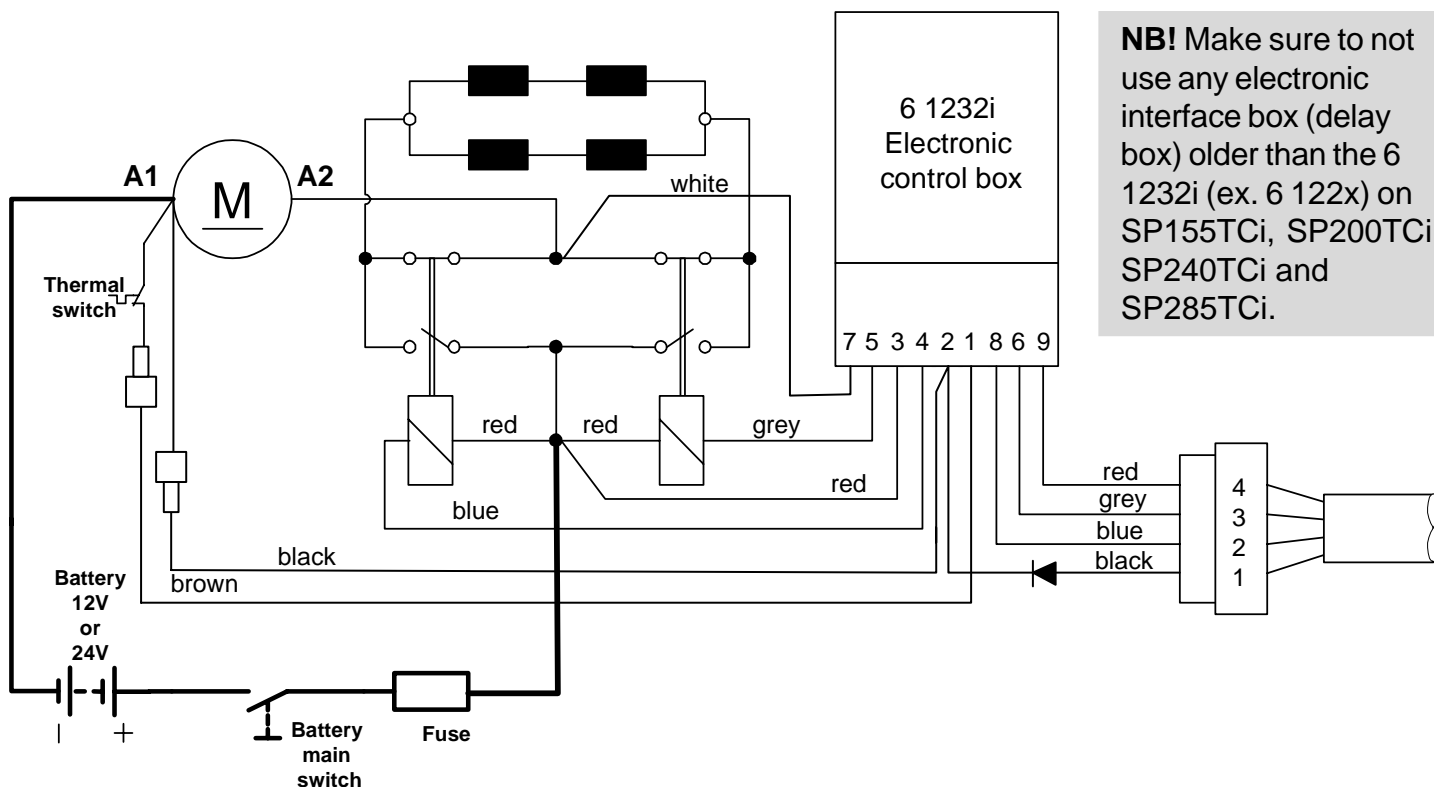 NB! Make sure to not
use any electronic
interface box (delay
box) older than the 6
1232i (ex. 6 122x) on
SP155TCi, SP200TCi
SP240TCi and
SP285TCi.
6 1232i
Electronic
control box
7 5 3 4 2 1 8 6 9
white
A1
M
A2
Thermal
switch
red
red
grey
red
blue
black
brown
red
grey
blue
black
4
3
2
1
Battery
12V
or
24V
- +
Battery
main
switch
Fuse